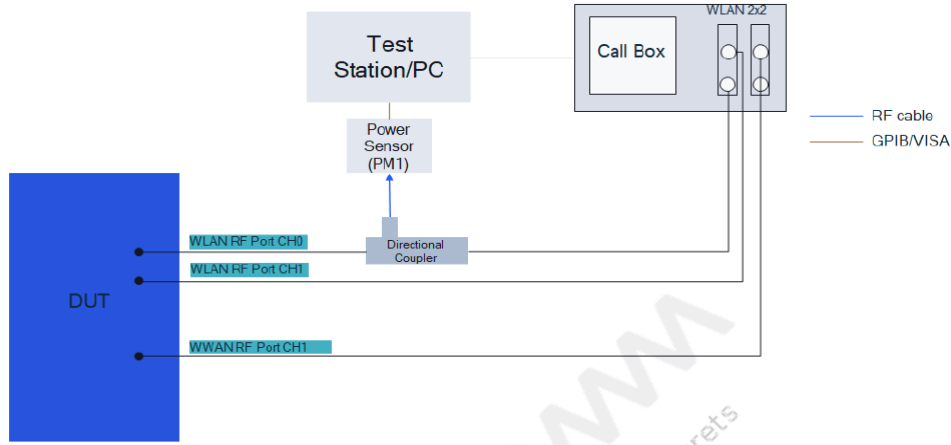 WLAN 2x2
Test
Station/PC
Call Box
RF cable
GPIB/VISA
Power
Sensor
(PM1)
WLAN RF Port CH0
Directional
Coupler
WLAN RF Port CH1
DUT
WWAN RF Port CH1
rets